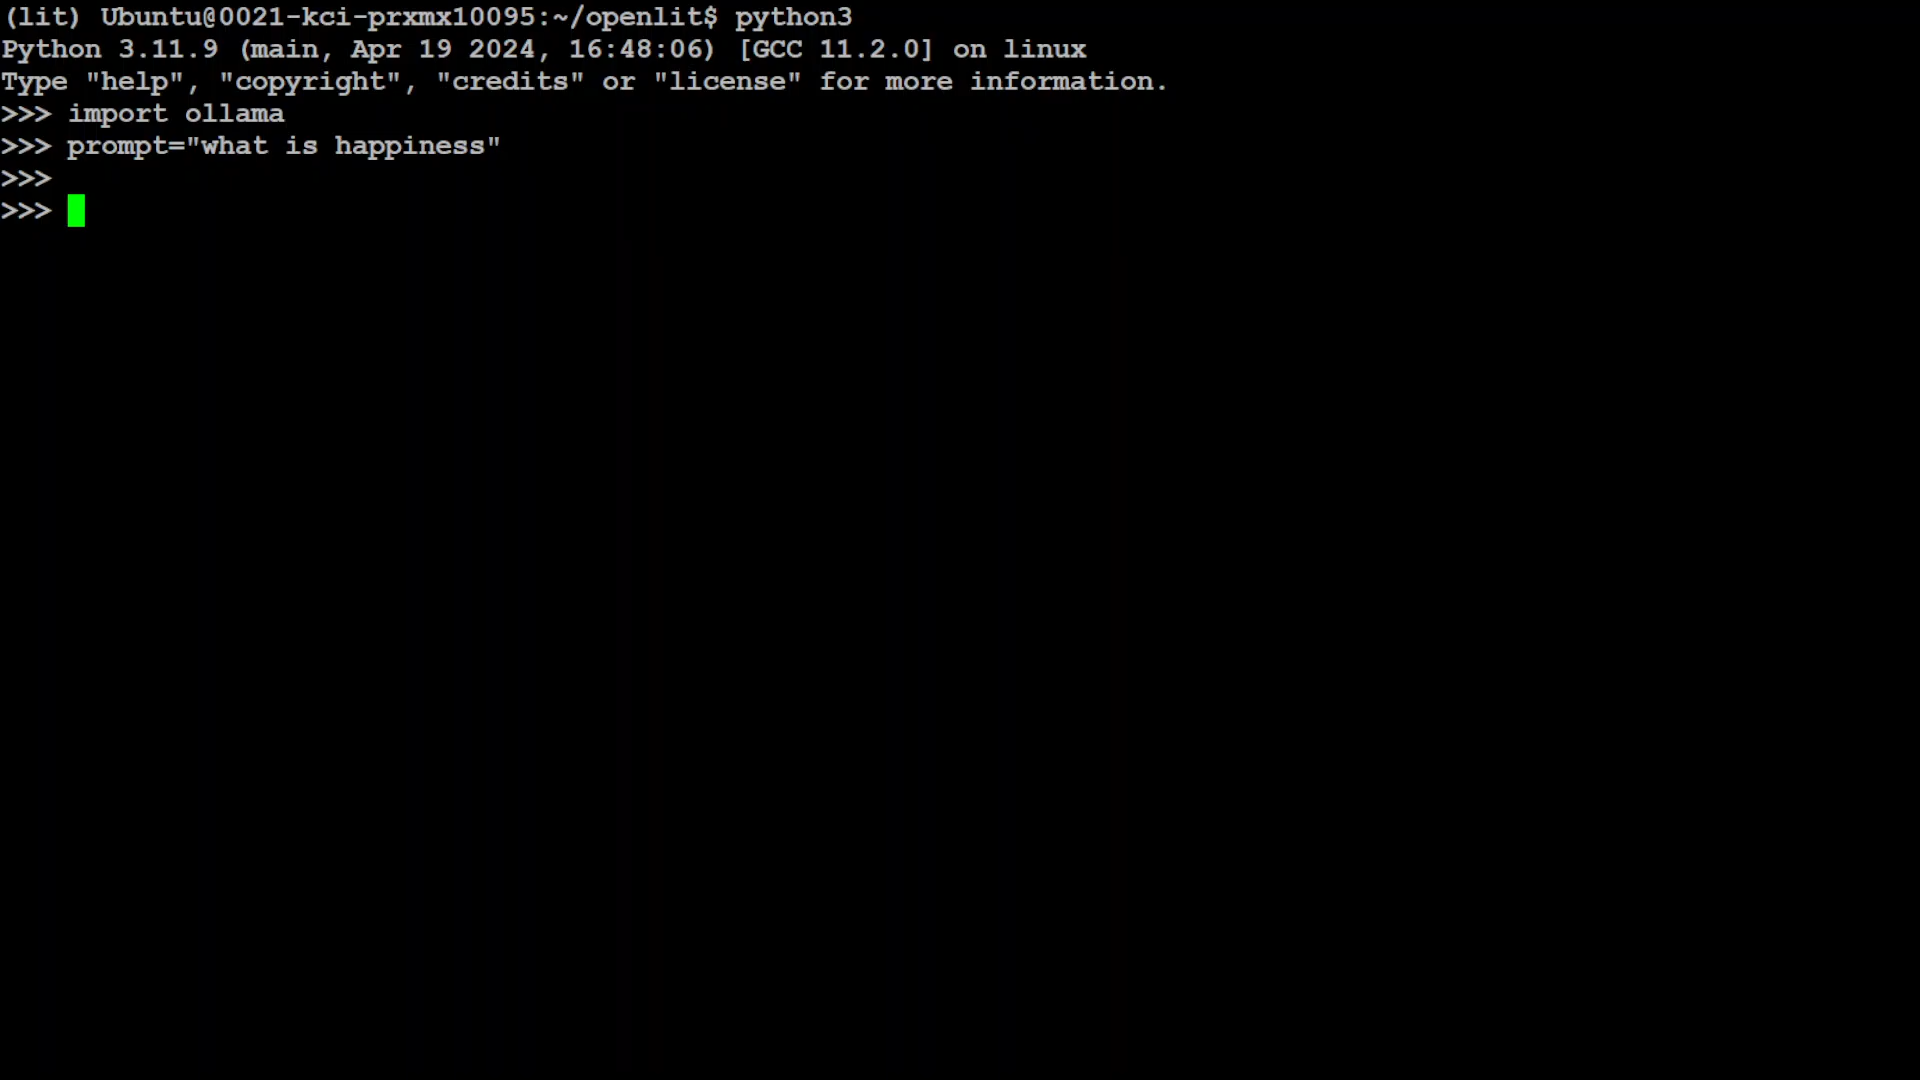 (lit) Ubuntu@0021-kci-prxmx10095:~/openlit$ python3
Python 3.11.9 (main, Apr 19 2024, 16:48:06) [GCC 11.2.0] on linux
Type "help", "copyright", "credits" or "license" for more information.
>>> import ollama
>>> prompt="what is happiness"
>>>
>>>